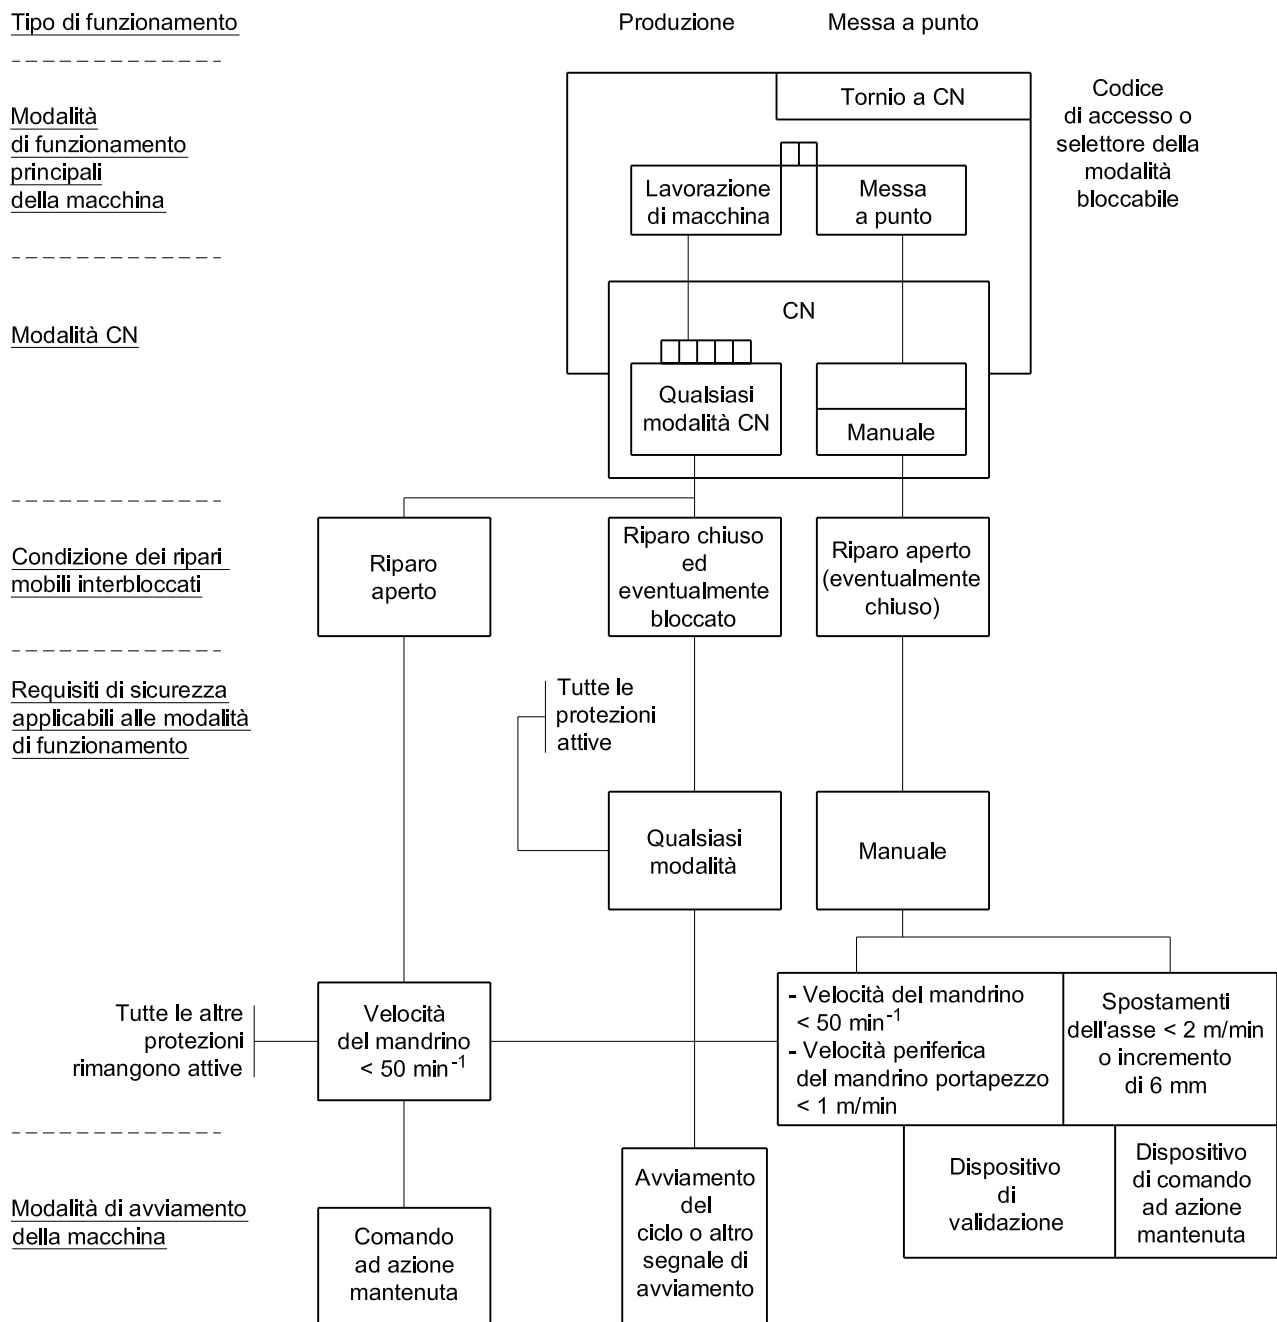 Tipo di funzionamento
Produzione
Messa a punto
Modalità
di funzionamento
principali
della macchina
Tornio a CN
Codice
di accesso o
selettore della
modalità
bloccabile
Lavorazione
di macchina
Messa
a punto
Modalità CN
CN
Qualsiasi
modalità CN
Manuale
Condizione dei ripari
mobili interbloccati
Riparo
aperto
Riparo chiuso
ed
eventualmente
bloccato
Riparo aperto
(eventualmente
chiuso)
Requisiti di sicurezza
applicabili alle modalità
di funzionamento
Tutte le
protezioni
attive
Qualsiasi
modalità
Manuale
Tutte le altre
protezioni
rimangono attive
Velocità
del mandrino
< 50 min⁻¹
- Velocità del mandrino
< 50 min⁻¹
- Velocità periferica
del mandrino portapezzo
< 1 m/min
Spostamenti
dell'asse < 2 m/min
o incremento
di 6 mm
Modalità di avviamento
della macchina
Comando
ad azione
mantenuta
Avviamento
del
ciclo o altro
segnale di
avviamento
Dispositivo
di
validazione
Dispositivo
di comando
ad azione
mantenuta